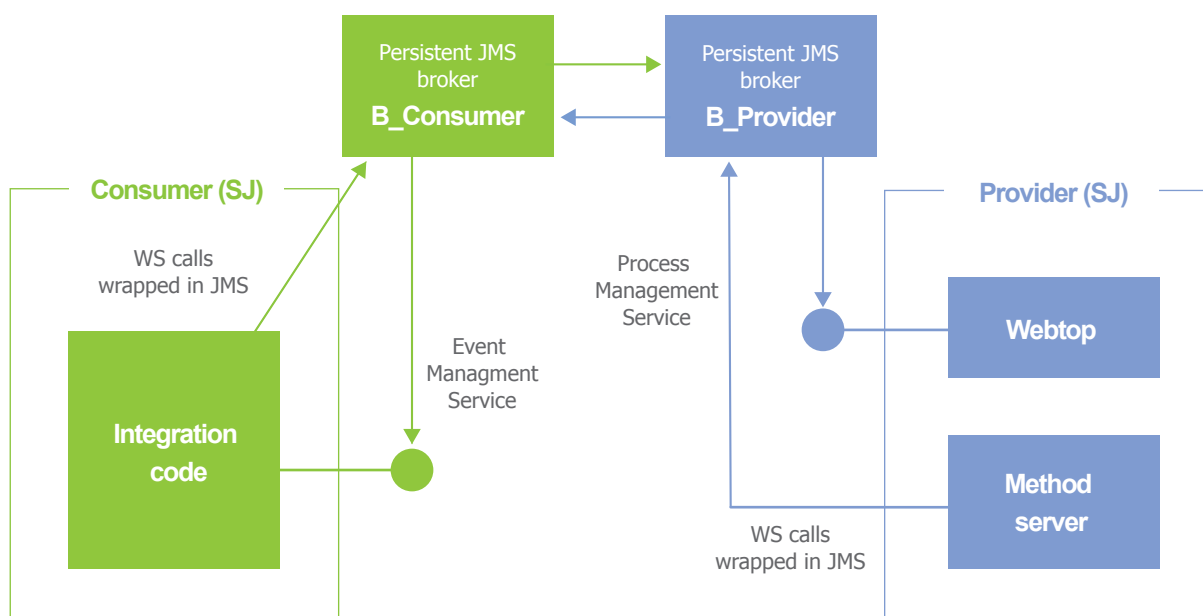 Persistent JMS
broker
B_Consumer
Persistent JMS
broker
B_Provider
Consumer (SJ)
Provider (SJ)
WS calls
wrapped in JMS
Process
Management
Service
Webtop
Event
Managment
Service
Integration
code
Method
server
WS calls
wrapped in JMS